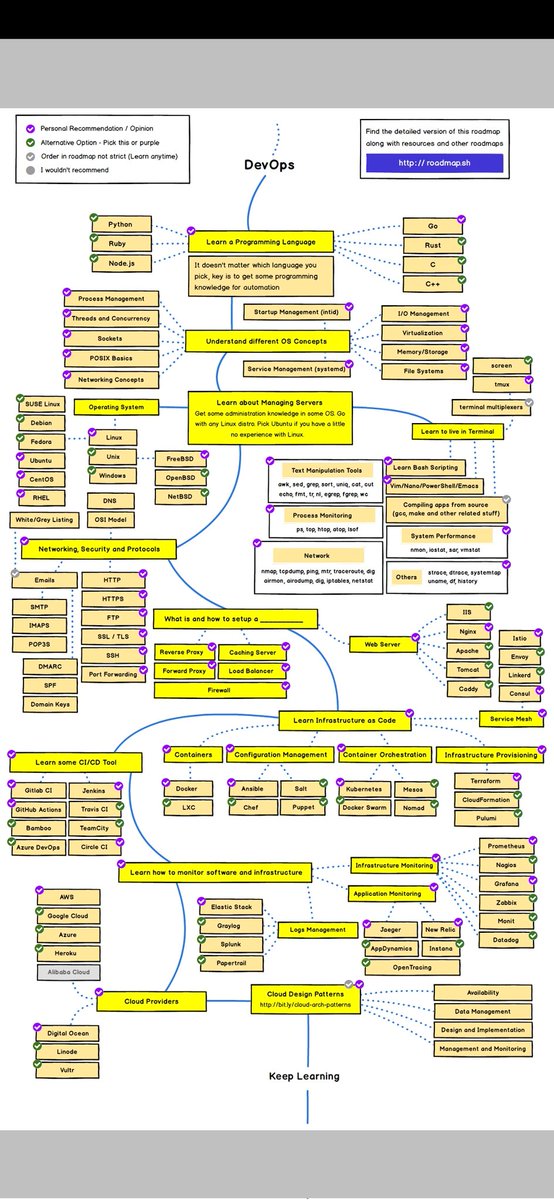 Personal Recommendation / Opinion
Alternative Option - Pick this or purple
Order in roadmap not strict (Learn anytime)
I wouldn't recommend
Find the detailed version of this roadmap
along with resources and other roadmaps
http:// roadmap.sh
DevOps
Python
Ruby
Node.js
Learn a Programming Language
It doesn't matter which language you
pick, key is to get some programming
knowledge for automation
Go
Rust
C
C++
Process Management
Threads and Concurrency
Sockets
POSIX Basics
Networking Concepts
Startup Management (intid)
Understand different OS Concepts
Service Management (systemd)
I/O Management
Virtualization
Memory/Storage
File Systems
screen
tmux
terminal multiplexers
Learn to live in Terminal
Learn about Managing Servers
Get some administration knowledge in some OS. Go
with any Linux distro. Pick Ubuntu if you have a little
no experience with Linux.
Operating System
SUSE Linux
Debian
Fedora
Ubuntu
CentOS
RHEL
Linux
Unix
Windows
FreeBSD
OpenBSD
NetBSD
Text Manipulation Tools
awk, sed, grep, sort, uniq, cat, cut
echo, fmt, tr, nl, egrep, fgrep, wc
Process Monitoring
ps, top, htop, atop, lsof
Network
nmap, tcpdump, ping, mtr, traceroute, dig
airmon, airodump, dig, iptables, netstat
Learn Bash Scripting
Vim/Nano/PowerShell/Emacs
Compiling apps from source
(gcc, make and other related stuff)
System Performance
nmon, iostat, sar, vmstat
Others
strace, dtrace, systemtap
uname, df, history
DNS
OSI Model
White/Grey Listing
Networking, Security and Protocols
Emails
SMTP
IMAPS
POP3S
DMARC
SPF
Domain Keys
HTTP
HTTPS
FTP
SSL / TLS
SSH
Port Forwarding
What is and how to setup a ___________
Reverse Proxy
Caching Server
Forward Proxy
Load Balancer
Firewall
Web Server
IIS
Nginx
Apache
Tomcat
Caddy
Istio
Envoy
Linkerd
Consul
Service Mesh
Learn Infrastructure as Code
Containers
Docker
LXC
Configuration Management
Ansible
Salt
Chef
Puppet
Container Orchestration
Kubernetes
Mesos
Docker Swarm
Nomad
Infrastructure Provisioning
Terraform
CloudFormation
Pulumi
Learn some CI/CD Tool
Gitlab CI
Jenkins
GitHub Actions
Travis CI
Bamboo
TeamCity
Azure DevOps
Circle CI
Learn how to monitor software and infrastructure
Infrastructure Monitoring
Prometheus
Nagios
Grafana
Zabbix
Monit
Datadog
Application Monitoring
Jaeger
New Relic
AppDynamics
Instana
OpenTracing
Logs Management
Elastic Stack
Graylog
Splunk
Papertrail
AWS
Google Cloud
Azure
Heroku
Alibaba Cloud
Cloud Providers
Digital Ocean
Linode
Vultr
Cloud Design Patterns
http://bit.ly/cloud-arch-patterns
Availability
Data Management
Design and Implementation
Management and Monitoring
Keep Learning